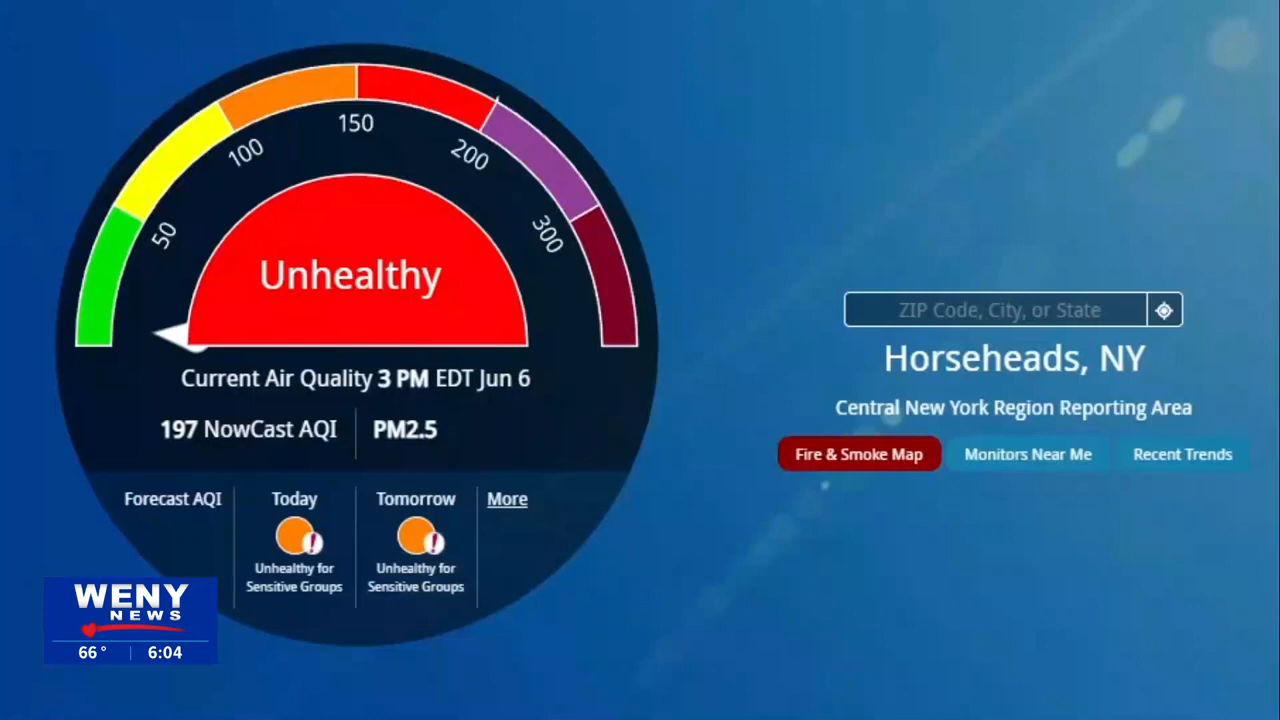 50
100
150
200
300
Unhealthy
Current Air Quality 3 PM EDT Jun 6
197 NowCast AQI
PM2.5
Forecast AQI
Today
Tomorrow
More
Unhealthy for
Sensitive Groups
Unhealthy for
Sensitive Groups
ZIP Code, City, or State
Horseheads, NY
Central New York Region Reporting Area
Fire & Smoke Map
Monitors Near Me
Recent Trends
WENY
NEWS
66° 6:04